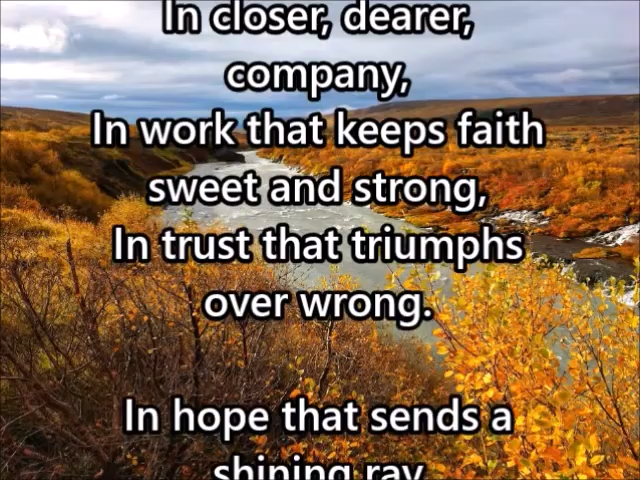 In closer, dearer,
company,
In work that keeps faith
sweet and strong,
In trust that triumphs
over wrong.
In hope that sends a
shining ray